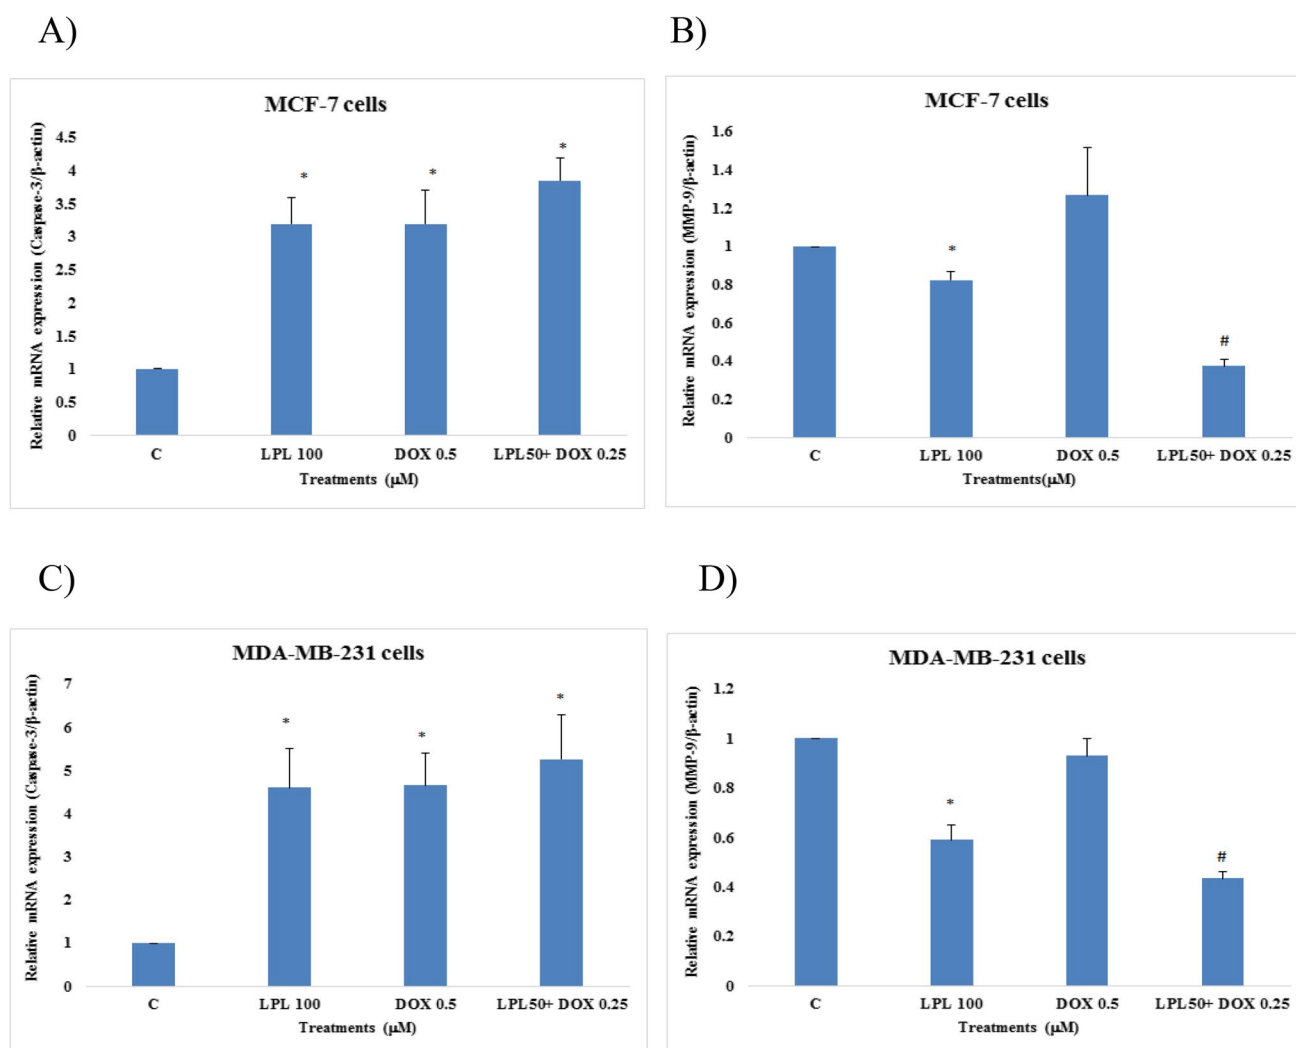 A)
MCF-7 cells
Relative mRNA expression (Caspase-3/β-actin)
4.5
4
3.5
3
2.5
2
1.5
1
0.5
0
*
*
*
C LPL 100 DOX 0.5 LPL50+ DOX 0.25
Treatments (µM)
B)
MCF-7 cells
Relative mRNA expression (MMP-9/β-actin)
1.6
1.4
1.2
1
0.8
0.6
0.4
0.2
0
*
#
C LPL 100 DOX 0.5 LPL50+ DOX 0.25
Treatments(µM)
C)
MDA-MB-231 cells
Relative mRNA expression (Caspase-3/β-actin)
7
6
5
4
3
2
1
0
*
*
*
C LPL 100 DOX 0.5 LPL50+ DOX 0.25
Treatments (µM)
D)
MDA-MB-231 cells
Relative mRNA expression (MMP-9/β-actin)
1.2
1
0.8
0.6
0.4
0.2
0
*
#
C LPL 100 DOX 0.5 LPL50+ DOX 0.25
Treatments (µM)